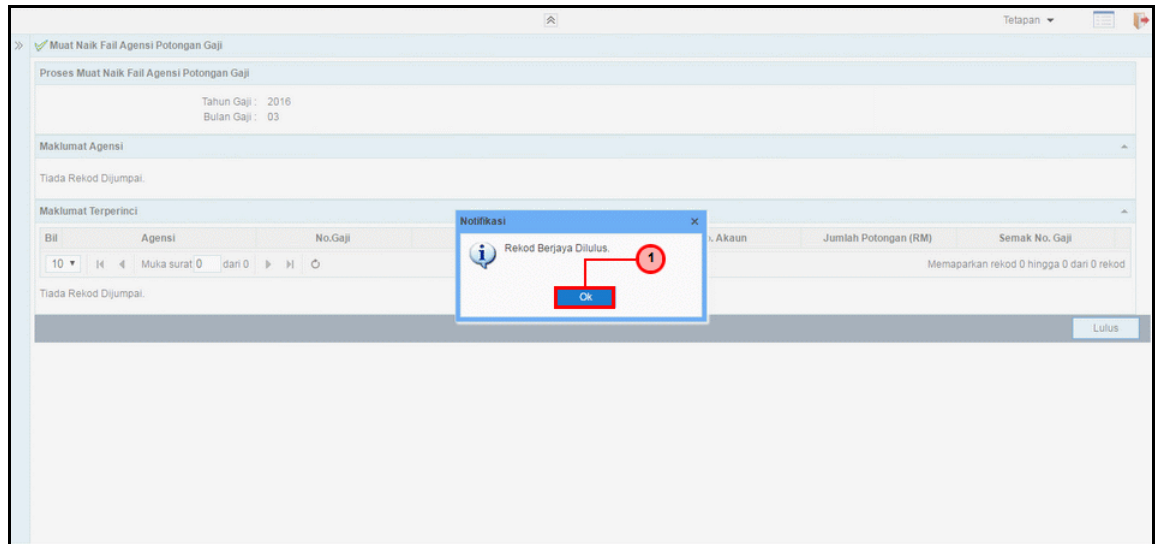 Tetapan
Muat Naik Fail Agensi Potongan Gaji
Proses Muat Naik Fail Agensi Potongan Gaji
Tahun Gaji : 2016
Bulan Gaji : 03
Maklumat Agensi
Tiada Rekod Dijumpai.
Maklumat Terperinci
Notifikasi
Bil Agensi No.Gaji Akaun Jumlah Potongan (RM) Semak No. Gaji
Rekod Berjaya Dilulus.
1
10 Muka surat 0 dari 0 Memaparkan rekod 0 hingga 0 dari 0 rekod
Tiada Rekod Dijumpai.
Ok
Lulus